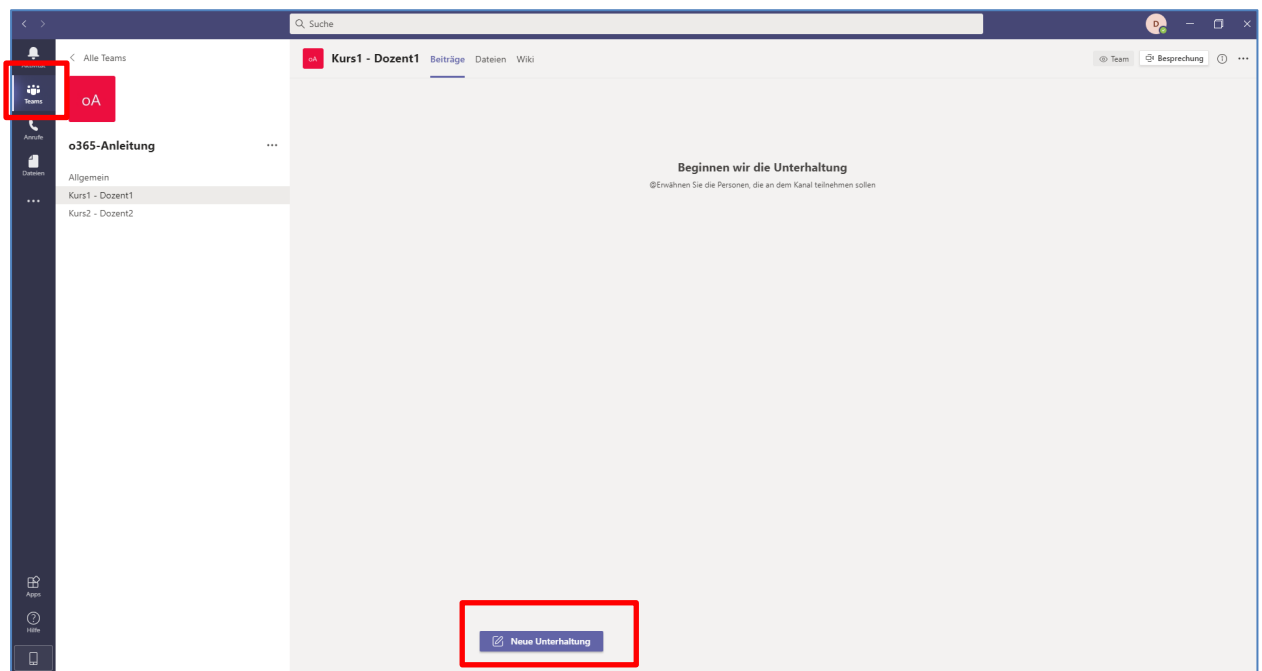 Suche
D
Teams
Anrufe
Dateien
Apps
Hilfe
Alle Teams
oA
o365-Anleitung
Allgemein
Kurs1 - Dozent1
Kurs2 - Dozent2
oA Kurs1 - Dozent1 Beiträge Dateien Wiki
Team Besprechung
Beginnen wir die Unterhaltung
@Erwähnen Sie die Personen, die an dem Kanal teilnehmen sollen
Neue Unterhaltung